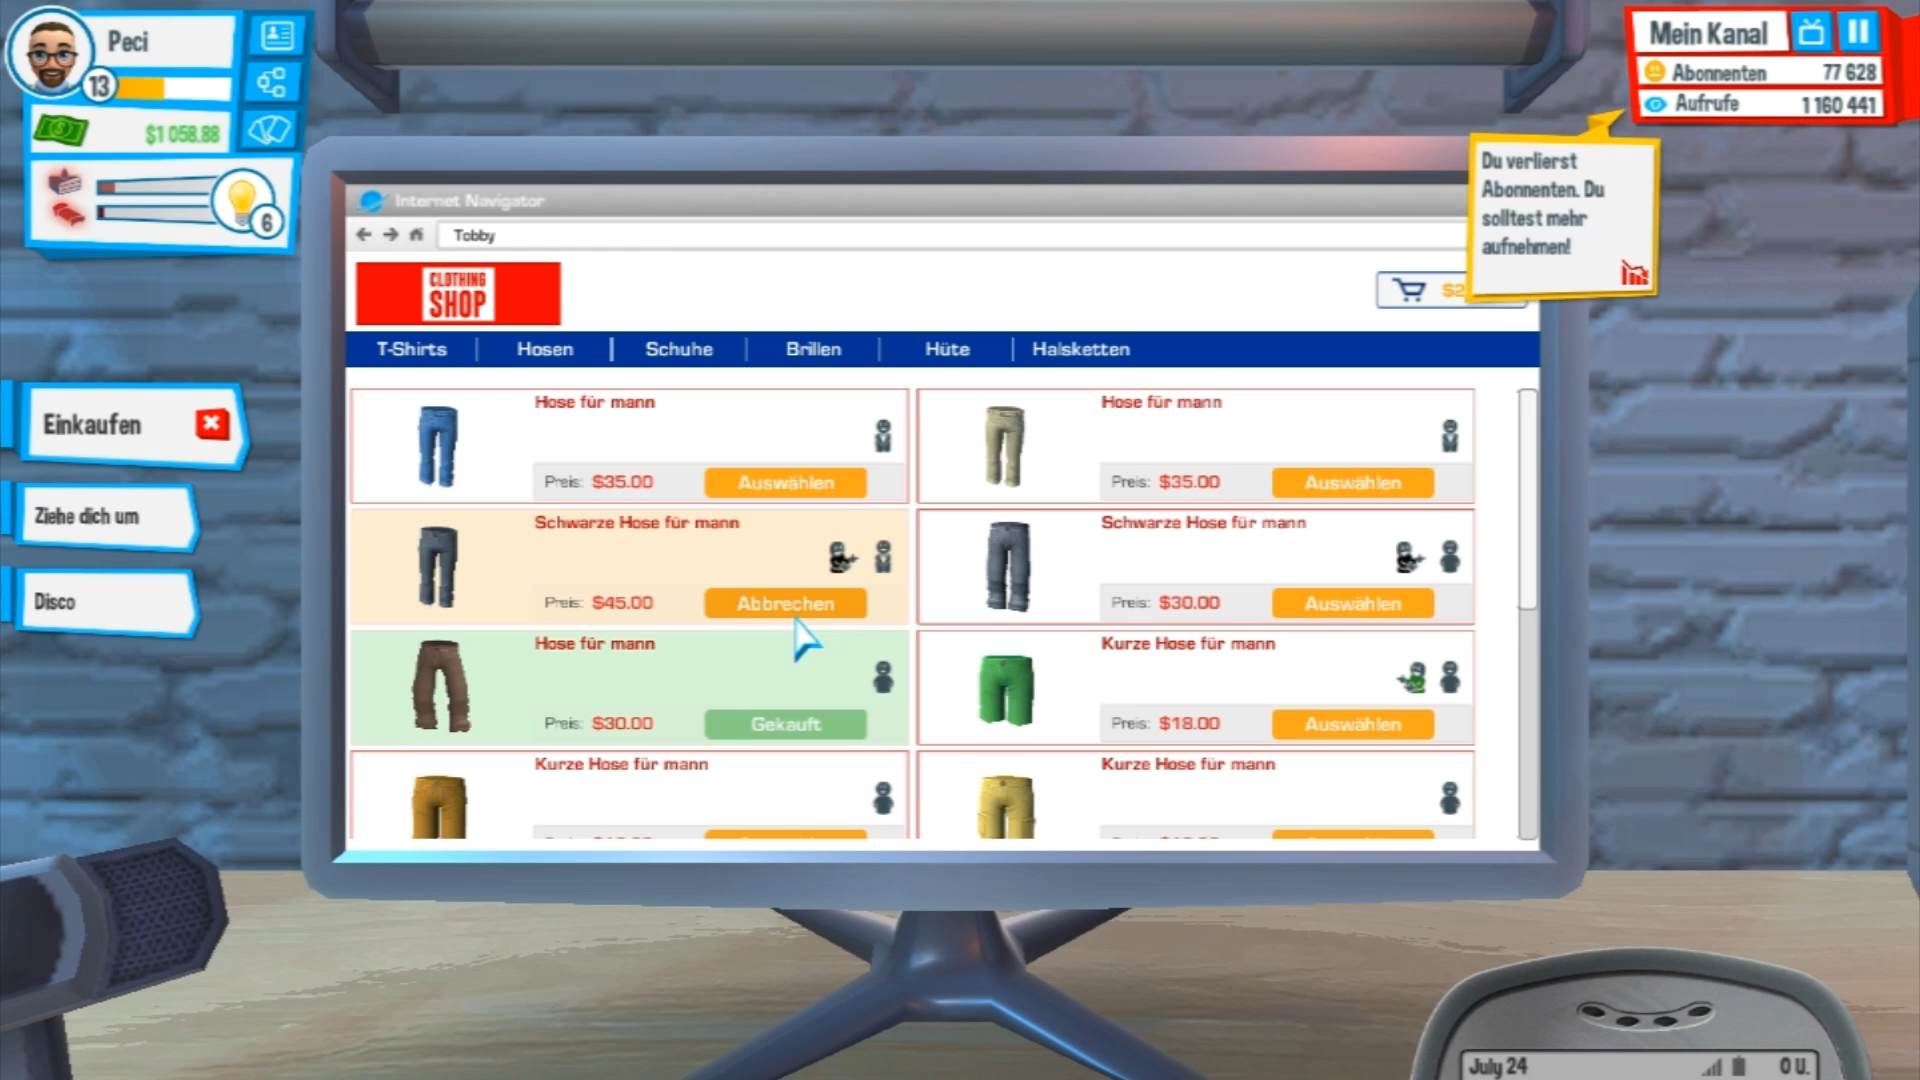 Peci
13
$1 058.88
6
Mein Kanal
Abonnenten 77 628
Aufrufe 1 160 441
Du verlierst
Abonnenten. Du
solltest mehr
aufnehmen!
Einkaufen
Ziehe dich um
Disco
Internet Navigator
Tobby
CLOTHING
SHOP
T-Shirts Hosen Schuhe Brillen Hüte Halsketten
Hose für mann
Preis: $35.00 Auswählen
Hose für mann
Preis: $35.00 Auswählen
Schwarze Hose für mann
Preis: $45.00 Abbrechen
Schwarze Hose für mann
Preis: $30.00 Auswählen
Hose für mann
Preis: $30.00 Gekauft
Kurze Hose für mann
Preis: $18.00 Auswählen
Kurze Hose für mann
Kurze Hose für mann
July 24 0 U.